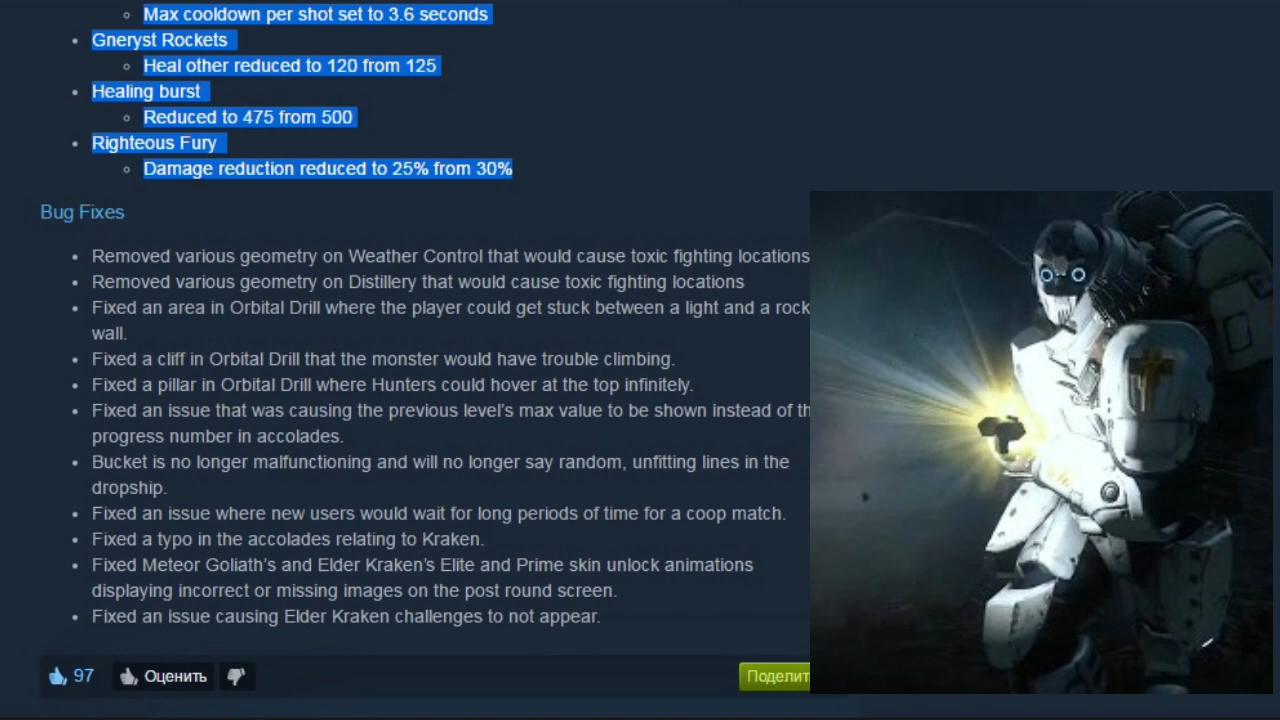 Max cooldown per shot set to 3.6 seconds
Gneryst Rockets
Heal other reduced to 120 from 125
Healing burst
Reduced to 475 from 500
Righteous Fury
Damage reduction reduced to 25% from 30%
Bug Fixes
Removed various geometry on Weather Control that would cause toxic fighting locations
Removed various geometry on Distillery that would cause toxic fighting locations
Fixed an area in Orbital Drill where the player could get stuck between a light and a rock
wall.
Fixed a cliff in Orbital Drill that the monster would have trouble climbing.
Fixed a pillar in Orbital Drill where Hunters could hover at the top infinitely.
Fixed an issue that was causing the previous level's max value to be shown instead of th
progress number in accolades.
Bucket is no longer malfunctioning and will no longer say random, unfitting lines in the
dropship.
Fixed an issue where new users would wait for long periods of time for a coop match.
Fixed a typo in the accolades relating to Kraken.
Fixed Meteor Goliath's and Elder Kraken's Elite and Prime skin unlock animations
displaying incorrect or missing images on the post round screen.
Fixed an issue causing Elder Kraken challenges to not appear.
97 Оценить Поделит